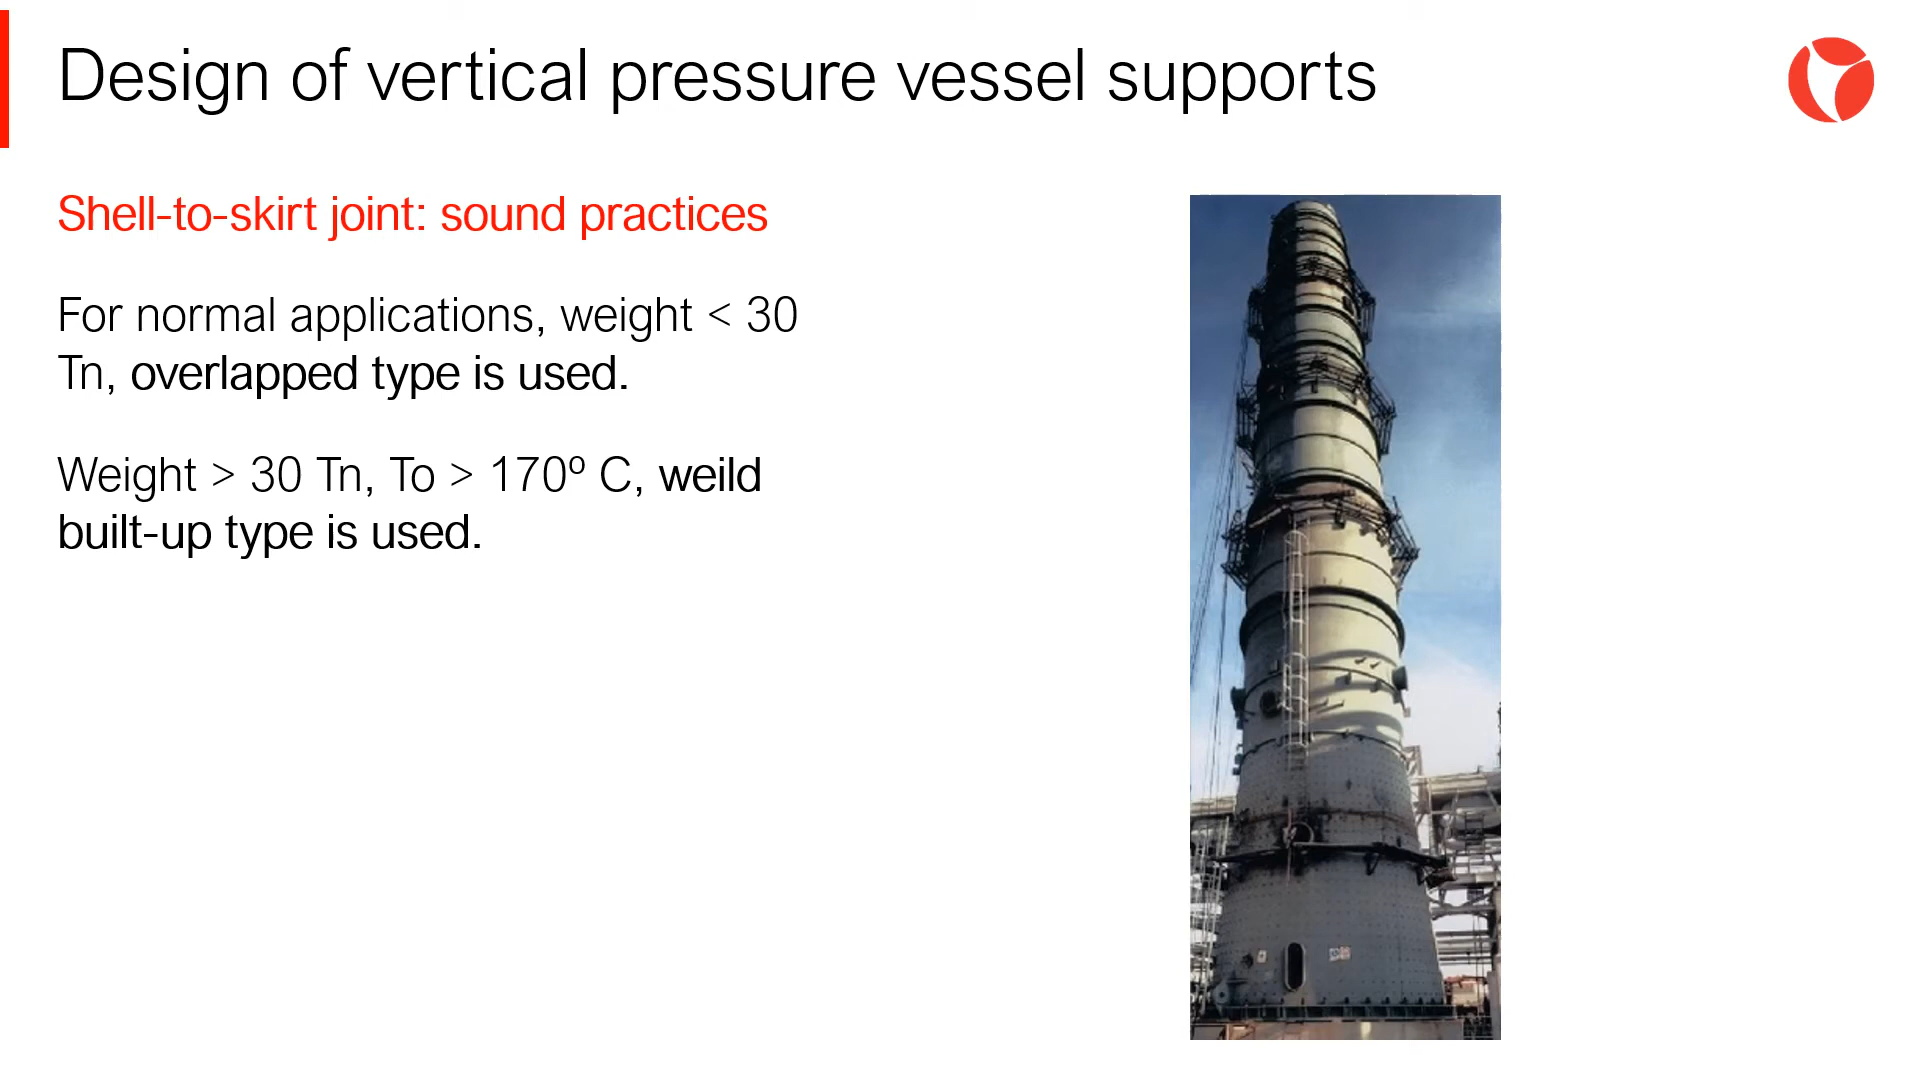 Design of vertical pressure vessel supports
Shell-to-skirt joint: sound practices
For normal applications, weight < 30
Tn, overlapped type is used.
Weight > 30 Tn, To > 170º C, weild
built-up type is used.